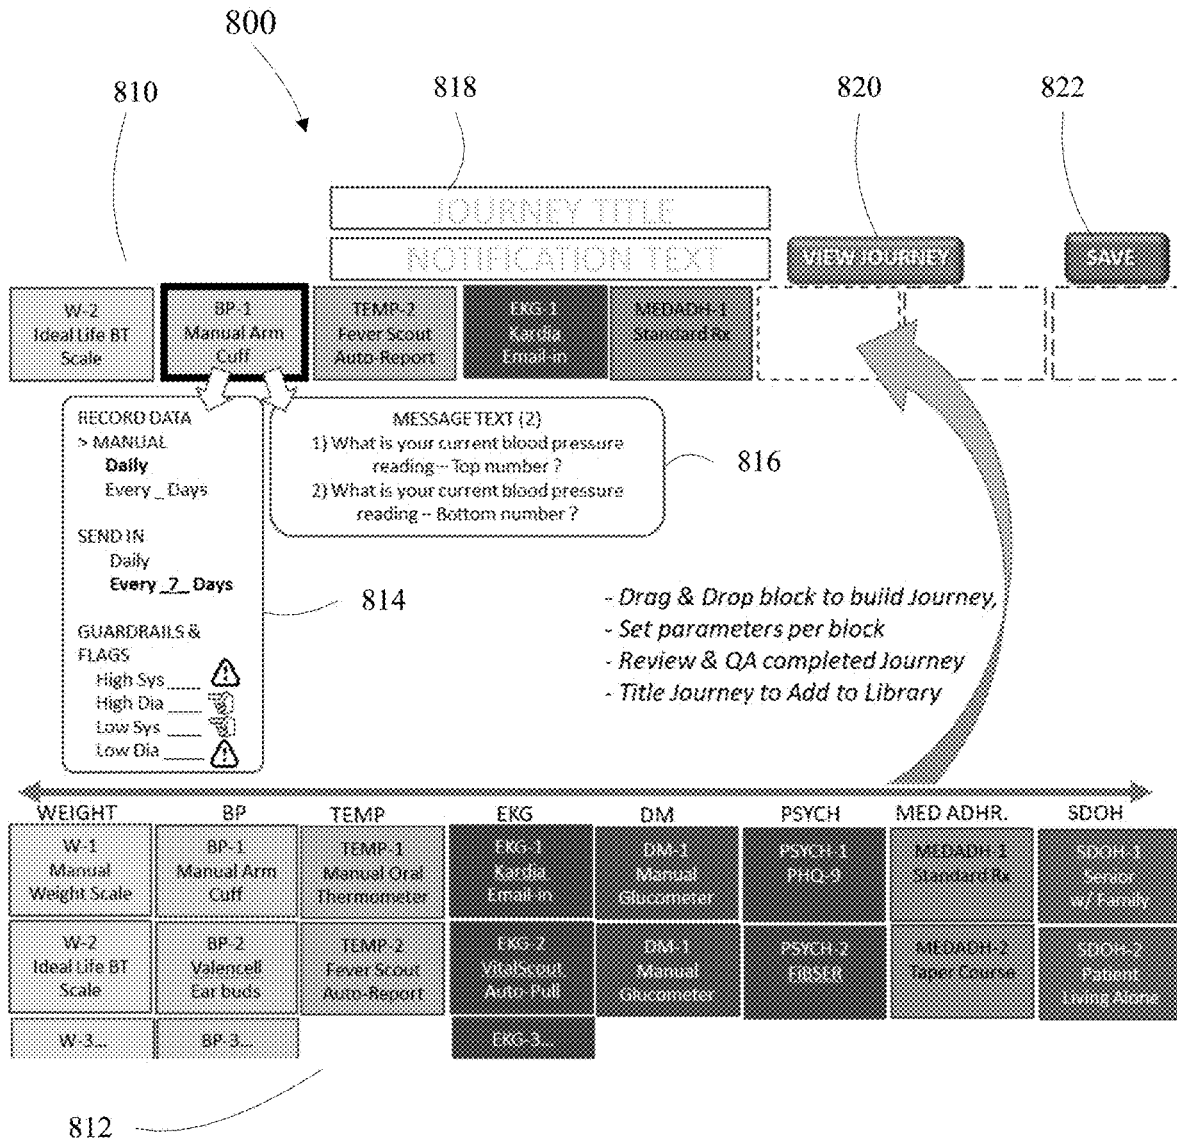 800
810
818
820
822
JOURNEY TITLE
NOTIFICATION TEXT
VIEW JOURNEY
SAVE
W-2
Ideal Life BT
Scale
BP-1
Manual Arm
Cuff
TEMP-2
Fever Scout
Auto-Report
EKG-1
Kardia
Email-in
MEDADH-1
Standard Rx
RECORD DATA
> MANUAL
Daily
Every _ Days
SEND IN
Daily
Every _7_ Days
GUARDRAILS &
FLAGS
High Sys ____
High Dia ____
Low Sys ____
Low Dia ____
MESSAGE TEXT (2)
1) What is your current blood pressure
reading -- Top number ?
2) What is your current blood pressure
reading -- Bottom number ?
816
814
- Drag & Drop block to build Journey,
- Set parameters per block
- Review & QA completed Journey
- Title Journey to Add to Library
WEIGHT
BP
TEMP
EKG
DM
PSYCH
MED ADHR.
SDOH
W-1
Manual
Weight Scale
BP-1
Manual Arm
Cuff
TEMP-1
Manual Oral
Thermometer
EKG-1
Kardia
Email-in
DM-1
Manual
Glucometer
PSYCH-1
PHQ-9
MEDADH-1
Standard Rx
SDOH-1
Senior
w/ Family
W-2
Ideal Life BT
Scale
BP-2
Valencell
Ear buds
TEMP-2
Fever Scout
Auto-Report
EKG-2
VitalScout
Auto-Pull
DM-1
Manual
Glucometer
PSYCH-2
FIBSER
MEDADH-2
Taper Course
SDOH-2
Patient
Living Alone
W-3...
BP-3...
EKG-3...
812